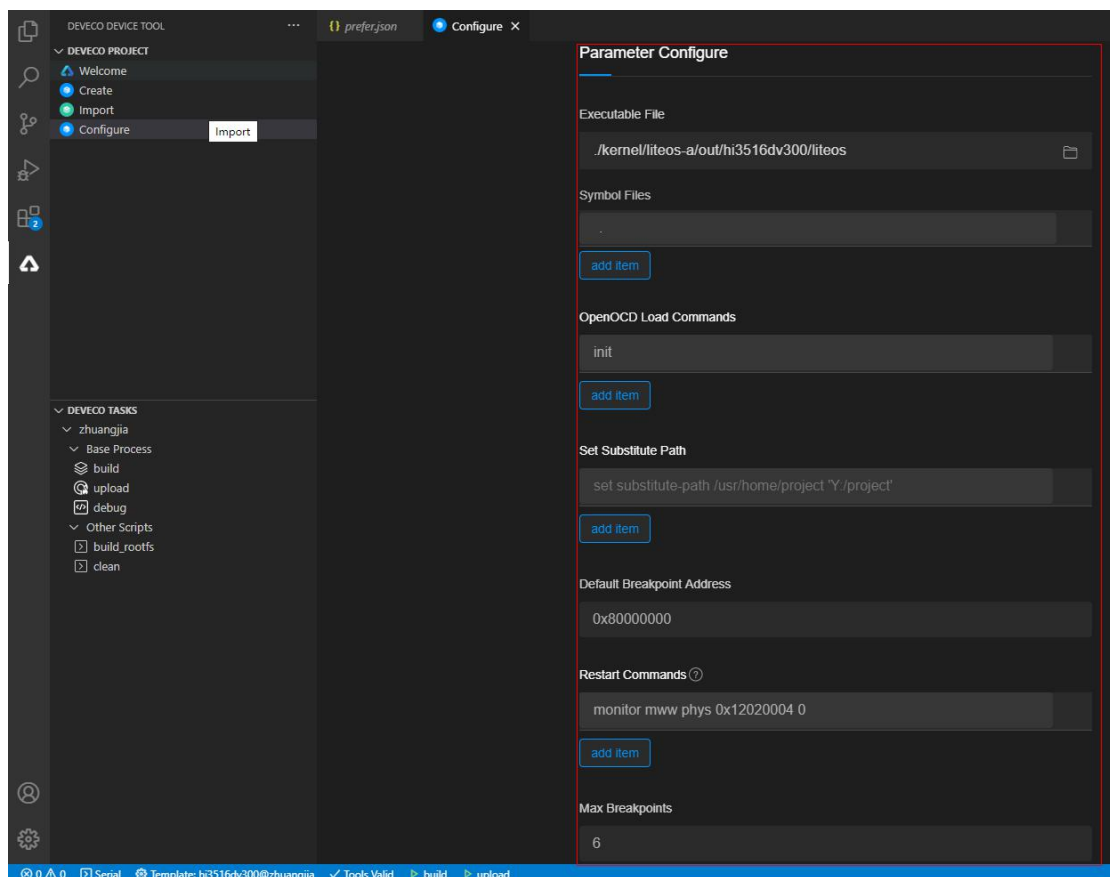 DEVECO DEVICE TOOL
···
{} prefer.json
Configure
DEVECO PROJECT
Welcome
Create
Import
Configure
Import
2
DEVECO TASKS
zhuangjia
Base Process
build
upload
debug
Other Scripts
build_rootfs
clean
Parameter Configure
Executable File
./kernel/liteos-a/out/hi3516dv300/liteos
Symbol Files
.
add item
OpenOCD Load Commands
init
add item
Set Substitute Path
set substitute-path /usr/home/project 'Y:/project'
add item
Default Breakpoint Address
0x80000000
Restart Commands ?
monitor mww phys 0x12020004 0
add item
Max Breakpoints
6
0 0 Serial Template: hi3516dv300@zhuangjia Tools Valid build upload